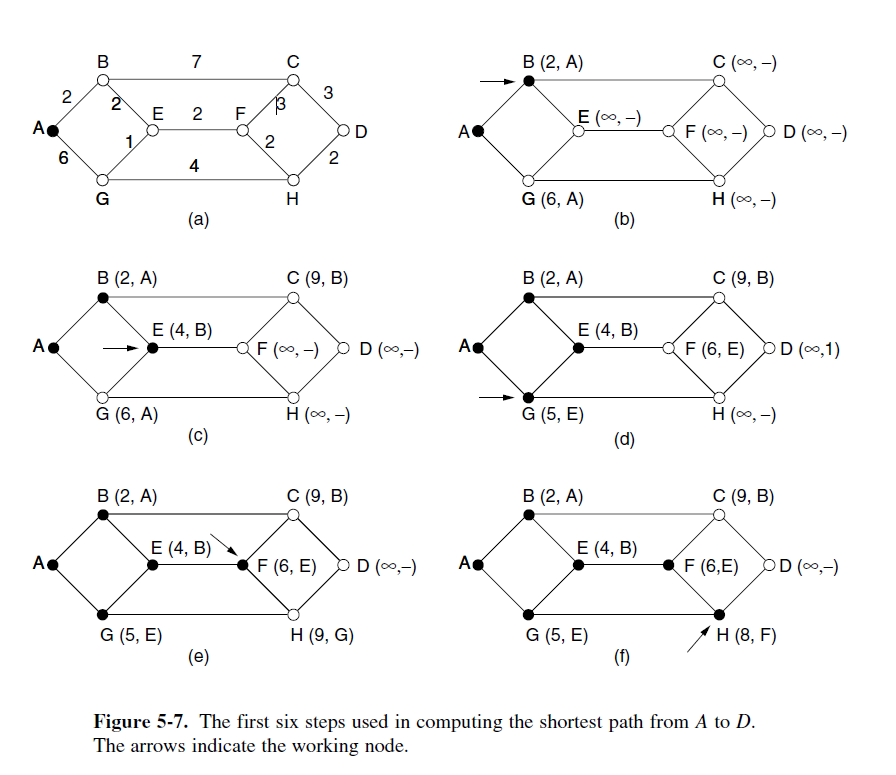 B 7 C
2 2 3 3
A E 2 F D
1 2
6 4 2
G H
(a)
B (2, A) C (∞, –)
E (∞, –)
A F (∞, –) D (∞, –)
G (6, A) H (∞, –)
(b)
B (2, A) C (9, B)
E (4, B)
A F (∞, –) D (∞,–)
G (6, A) H (∞, –)
(c)
B (2, A) C (9, B)
E (4, B)
A F (6, E) D (∞,1)
G (5, E) H (∞, –)
(d)
B (2, A) C (9, B)
E (4, B)
A F (6, E) D (∞,–)
G (5, E) H (9, G)
(e)
B (2, A) C (9, B)
E (4, B)
A F (6,E) D (∞,–)
G (5, E) H (8, F)
(f)
Figure 5-7. The first six steps used in computing the shortest path from A to D.
The arrows indicate the working node.